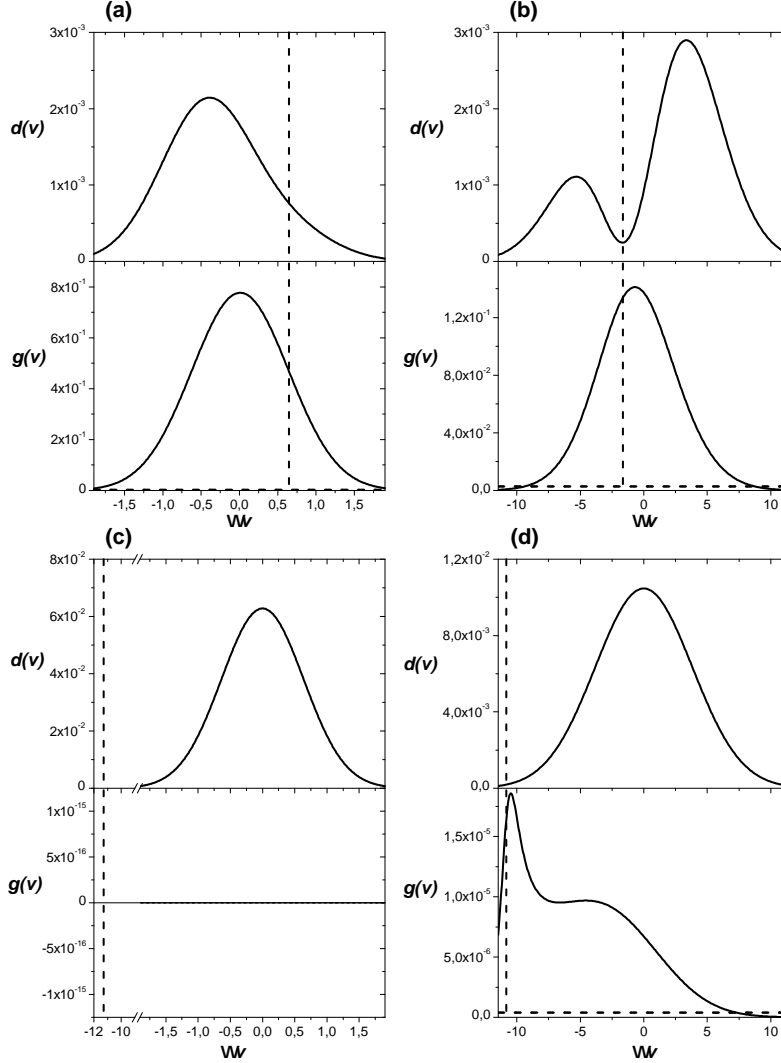 (a)
3x10⁻³
2x10⁻³
d(v)
1x10⁻³
0
8x10⁻¹
6x10⁻¹
g(v)
4x10⁻¹
2x10⁻¹
0
-1,5 -1,0 -0,5 0,0 0,5 1,0 1,5
(b)
3x10⁻³
2x10⁻³
d(v)
1x10⁻³
0
1,2x10⁻¹
g(v)
8,0x10⁻²
4,0x10⁻²
0,0
-10 -5 0 5 10
(c)
8x10⁻²
6x10⁻²
d(v)
4x10⁻²
2x10⁻²
0
1x10⁻¹⁵
5x10⁻¹⁶
g(v)
0
-5x10⁻¹⁶
-1x10⁻¹⁵
-12 -10 -1,5 -1,0 -0,5 0,0 0,5 1,0 1,5
(d)
1,2x10⁻²
8,0x10⁻³
d(v)
4,0x10⁻³
0,0
1,5x10⁻⁵
g(v)
1,0x10⁻⁵
5,0x10⁻⁶
0,0
-10 -5 0 5 10